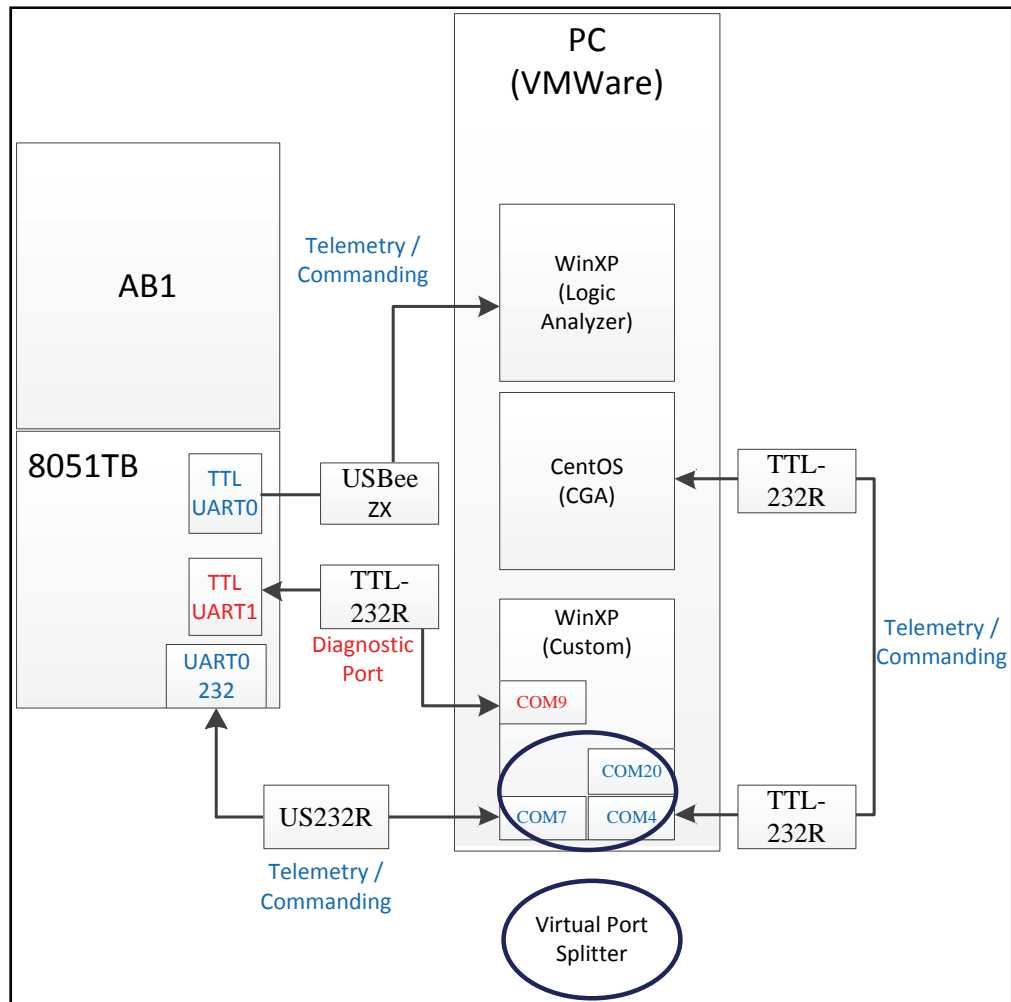 PC
(VMWare)
AB1
Telemetry /
Commanding
WinXP
(Logic
Analyzer)
8051TB
TTL
UART0
USBee
ZX
CentOS
(CGA)
TTL-
232R
TTL
UART1
TTL-
232R
Diagnostic
Port
WinXP
(Custom)
Telemetry /
Commanding
UART0
232
COM9
COM20
US232R
COM7
COM4
TTL-
232R
Telemetry /
Commanding
Virtual Port
Splitter